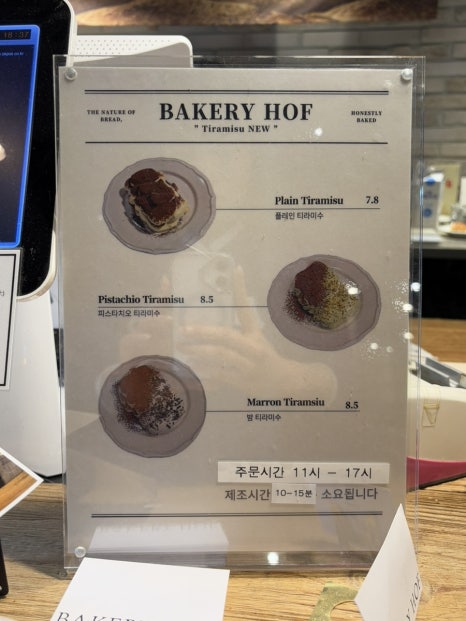 16:37
THE NATURE OF
BREAD,
BAKERY HOF
" Tiramisu NEW "
HONESTLY
BAKED
Plain Tiramisu 7.8
플레인 티라미수
Pistachio Tiramisu 8.5
피스타치오 티라미수
Marron Tiramsiu 8.5
밤 티라미수
주문시간 11시 - 17시
제조시간 10-15분 소요됩니다